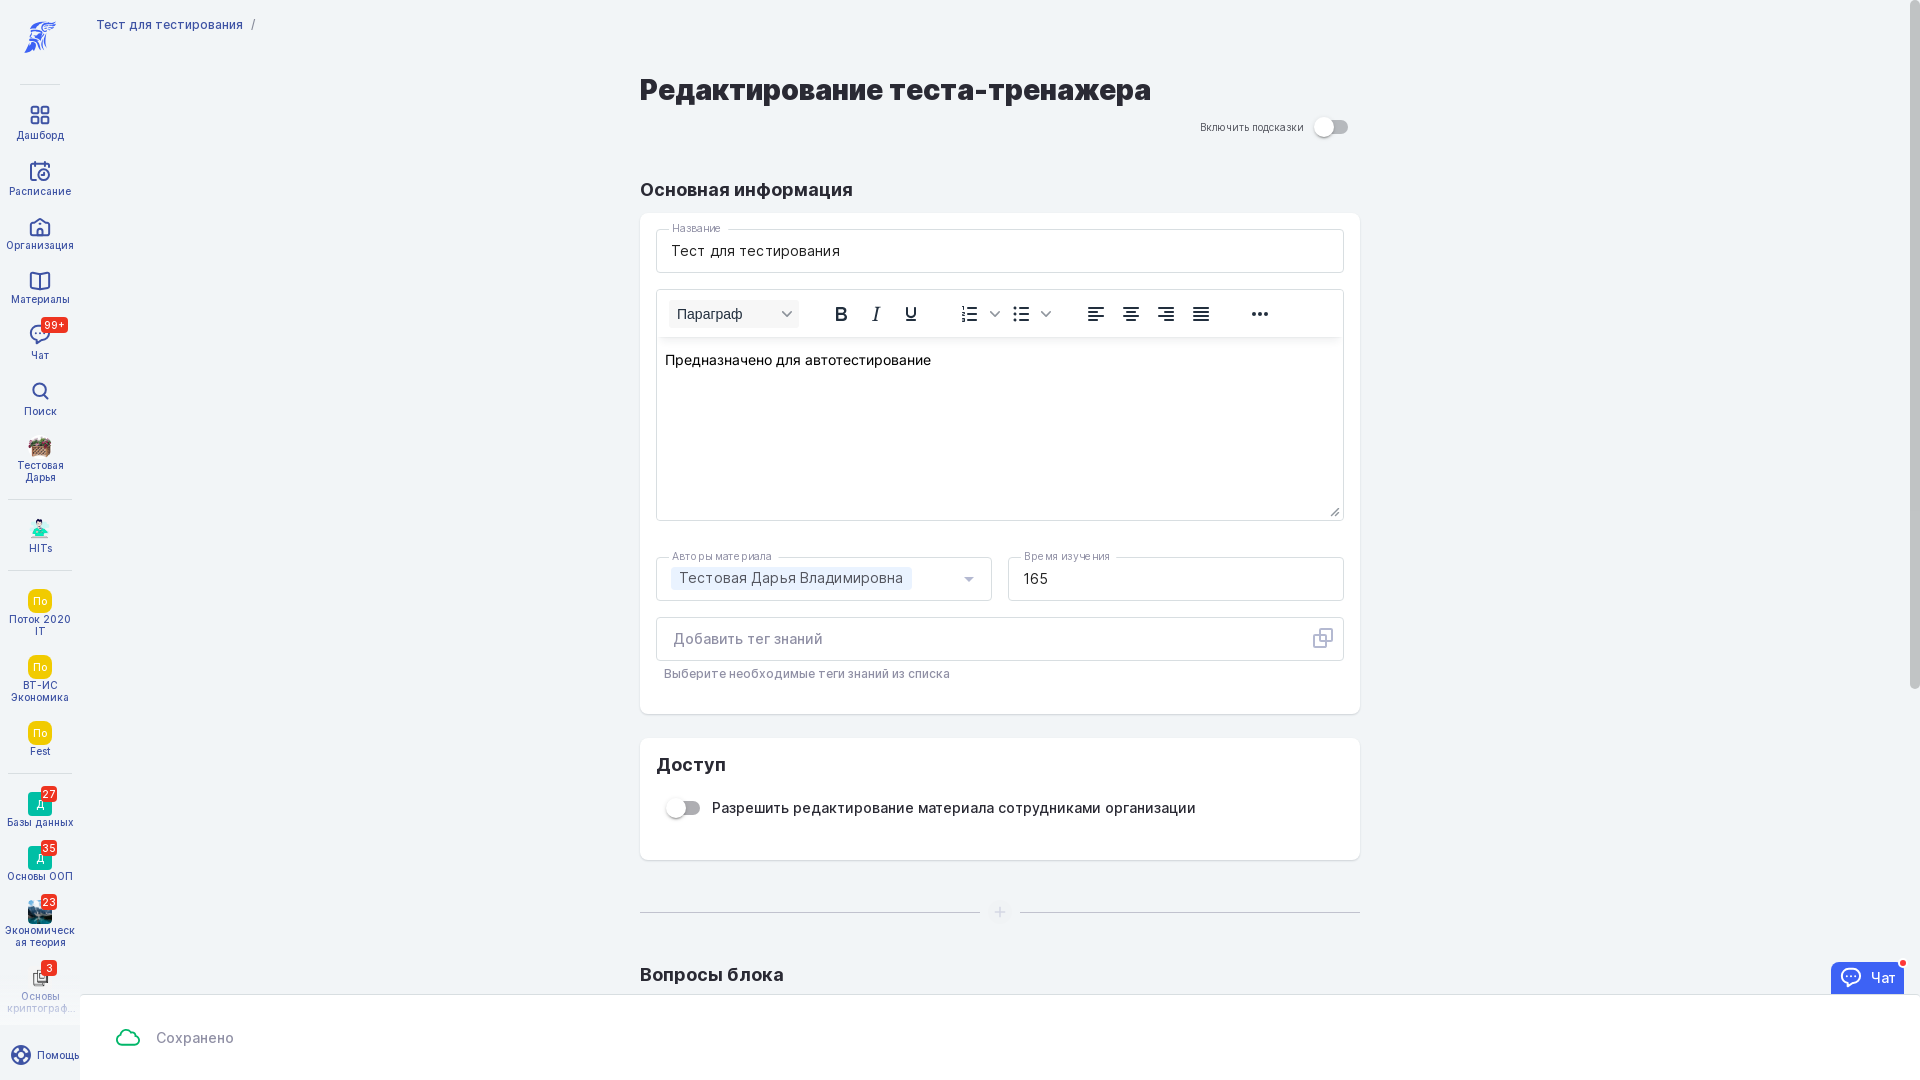 Тест для тестирования /
Редактирование теста-тренажера
Включить подсказки
Основная информация
Название
Тест для тестирования
Параграф
B I U
Предназначено для автотестирование
Авторы материала
Тестовая Дарья Владимировна
Время изучения
165
Добавить тег знаний
Выберите необходимые теги знаний из списка
Доступ
Разрешить редактирование материала сотрудниками организации
Вопросы блока
Дашборд
Расписание
Организация
Материалы
99+
Чат
Поиск
Тестовая
Дарья
HITs
По
Поток 2020
IT
По
ВТ-ИС
Экономика
По
Fest
27
Д
Базы данных
35
Д
Основы ООП
23
Экономическ
ая теория
3
Основы
криптограф...
Помощь
Сохранено
Чат